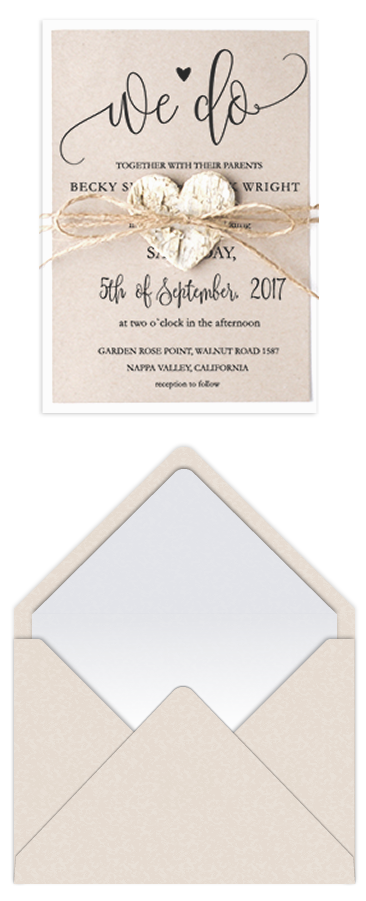 we do
TOGETHER WITH THEIR PARENTS
BECKY WRIGHT
5th of September, 2017
at two o`clock in the afternoon
GARDEN ROSE POINT, WALNUT ROAD 1587
NAPPA VALLEY, CALIFORNIA
reception to follow